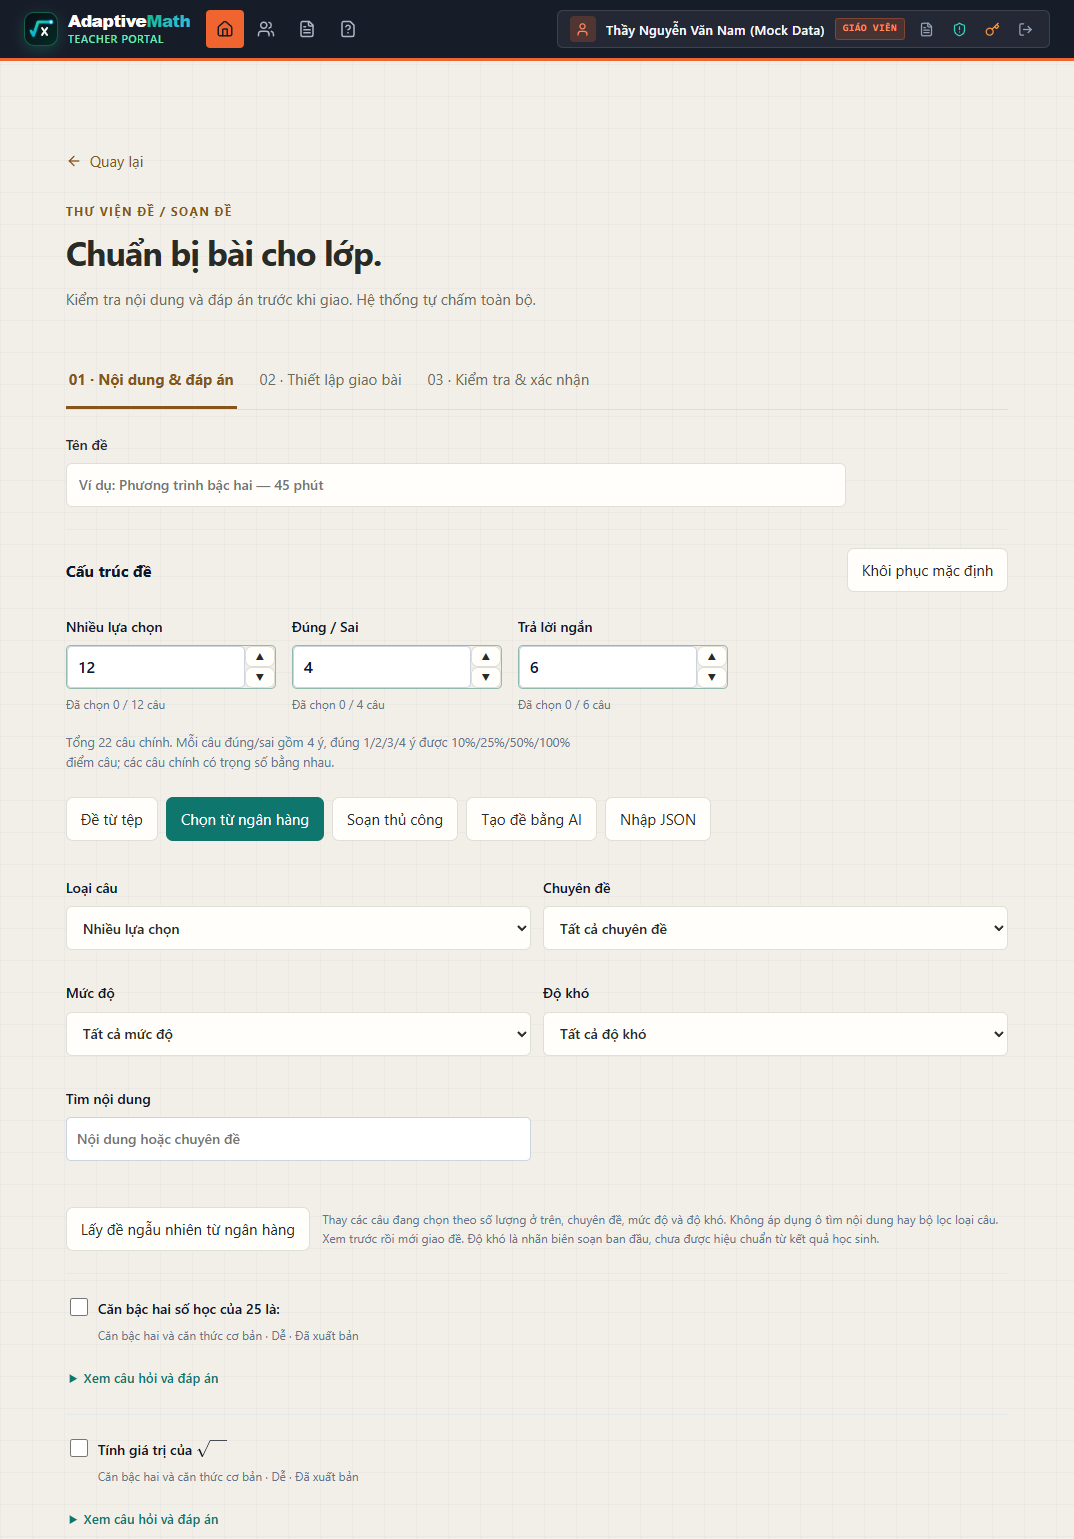 AdaptiveMath
TEACHER PORTAL
Thầy Nguyễn Văn Nam (Mock Data)
GIÁO VIÊN
← Quay lại
THƯ VIỆN ĐỀ / SOẠN ĐỀ
Chuẩn bị bài cho lớp.
Kiểm tra nội dung và đáp án trước khi giao. Hệ thống tự chấm toàn bộ.
01 · Nội dung & đáp án
02 · Thiết lập giao bài
03 · Kiểm tra & xác nhận
Tên đề
Ví dụ: Phương trình bậc hai — 45 phút
Cấu trúc đề
Khôi phục mặc định
Nhiều lựa chọn
Đúng / Sai
Trả lời ngắn
12
4
6
Đã chọn 0 / 12 câu
Đã chọn 0 / 4 câu
Đã chọn 0 / 6 câu
Tổng 22 câu chính. Mỗi câu đúng/sai gồm 4 ý, đúng 1/2/3/4 ý được 10%/25%/50%/100%
điểm câu; các câu chính có trọng số bằng nhau.
Đề từ tệp
Chọn từ ngân hàng
Soạn thủ công
Tạo đề bằng AI
Nhập JSON
Loại câu
Chuyên đề
Nhiều lựa chọn
Tất cả chuyên đề
Mức độ
Độ khó
Tất cả mức độ
Tất cả độ khó
Tìm nội dung
Nội dung hoặc chuyên đề
Lấy đề ngẫu nhiên từ ngân hàng
Thay các câu đang chọn theo số lượng ở trên, chuyên đề, mức độ và độ khó. Không áp dụng ô tìm nội dung hay bộ lọc loại câu.
Xem trước rồi mới giao đề. Độ khó là nhãn biên soạn ban đầu, chưa được hiệu chuẩn từ kết quả học sinh.
Căn bậc hai số học của 25 là:
Căn bậc hai và căn thức cơ bản · Dễ · Đã xuất bản
▶ Xem câu hỏi và đáp án
Tính giá trị của √
Căn bậc hai và căn thức cơ bản · Dễ · Đã xuất bản
▶ Xem câu hỏi và đáp án